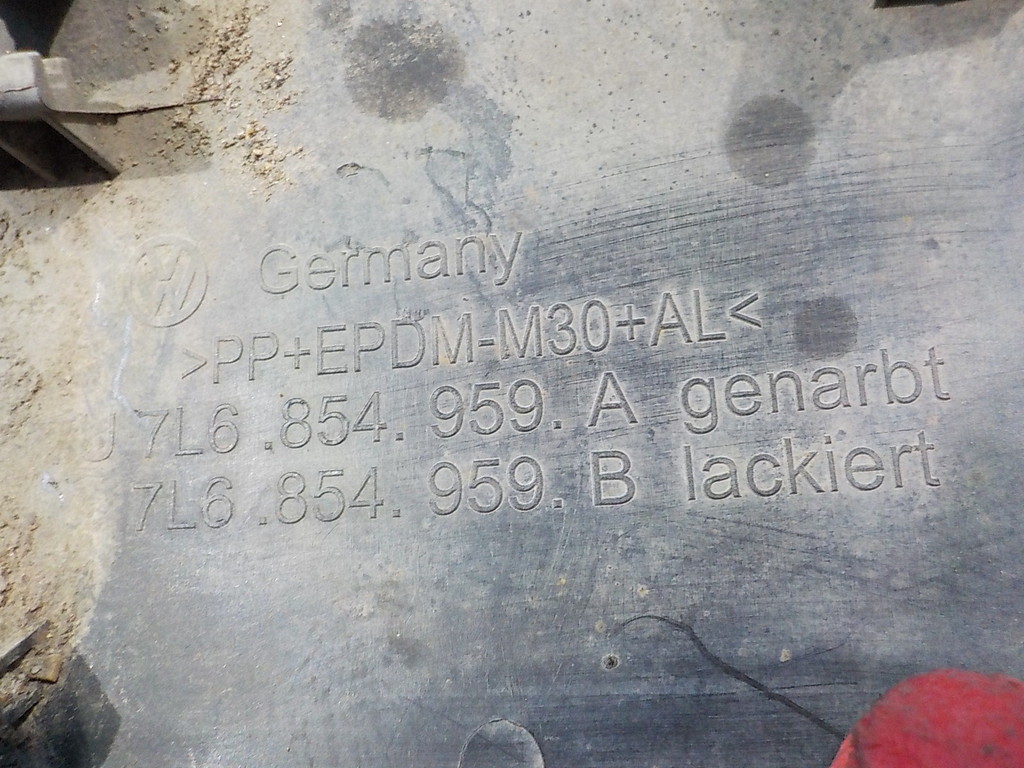 Germany
>PP+EPDM-M30+AL<
U 7L6 .854. 959. A genarbt
7L6 .854. 959. B lackiert